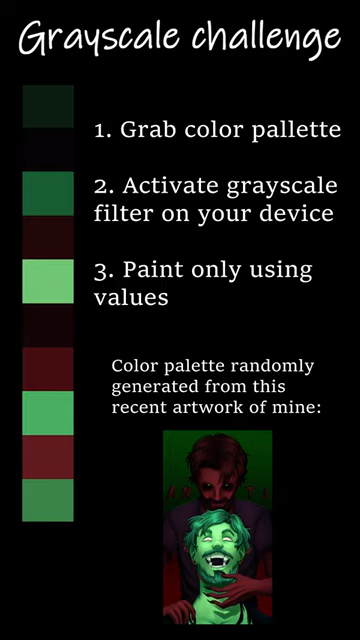 Grayscale challenge
1. Grab color pallette
2. Activate grayscale
filter on your device
3. Paint only using
values
Color palette randomly
generated from this
recent artwork of mine: